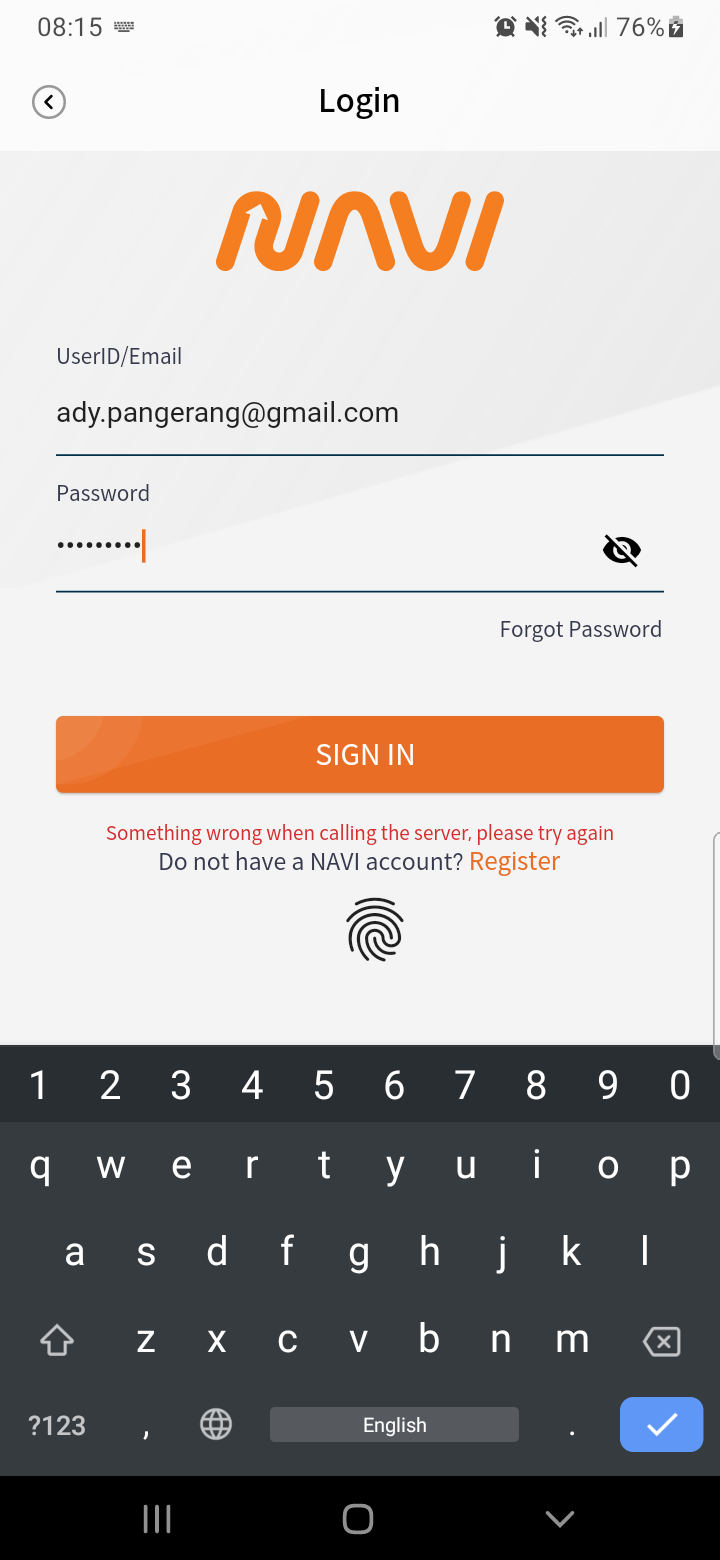 08:15 76%
Login
NAVI
UserID/Email
ady.pangerang@gmail.com
Password
•••••••••
Forgot Password
SIGN IN
Something wrong when calling the server, please try again
Do not have a NAVI account? Register
1 2 3 4 5 6 7 8 9 0
q w e r t y u i o p
a s d f g h j k l
z x c v b n m
?123 , English .